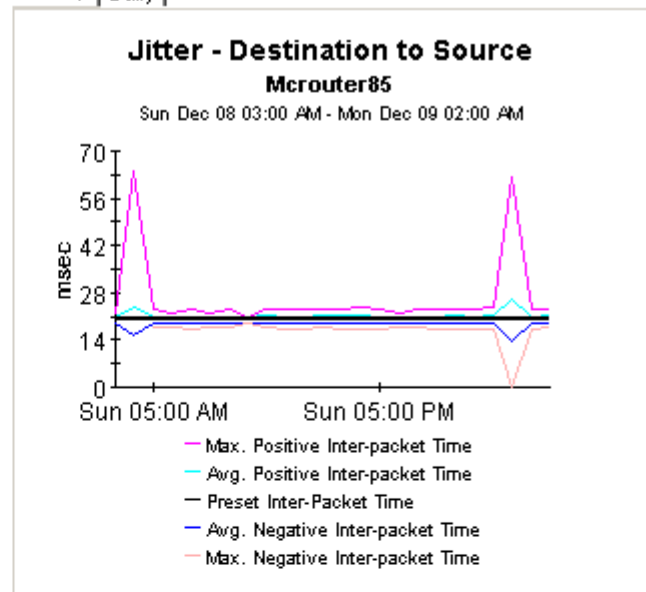 Jitter - Destination to Source
Mcrouter85
Sun Dec 08 03:00 AM - Mon Dec 09 02:00 AM
70
56
42
28
14
0
msec
Sun 05:00 AM Sun 05:00 PM
Max. Positive Inter-packet Time
Avg. Positive Inter-packet Time
Preset Inter-Packet Time
Avg. Negative Inter-packet Time
Max. Negative Inter-packet Time